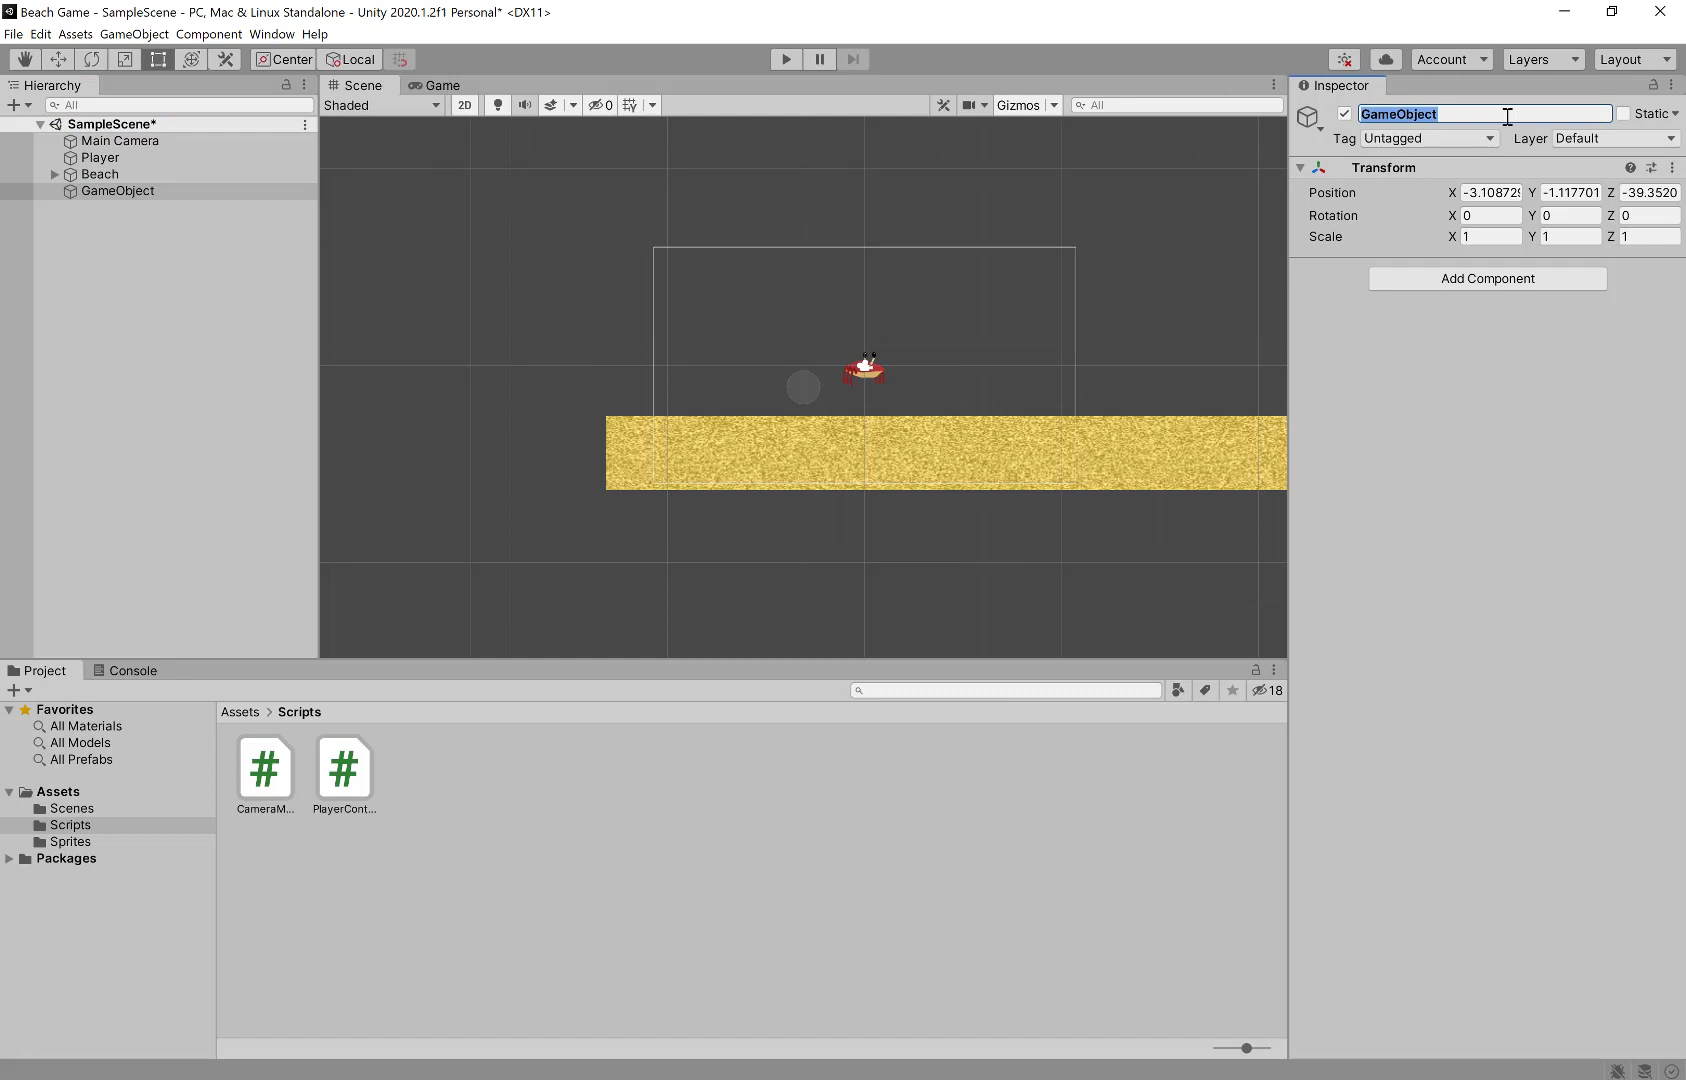 Beach Game - SampleScene - PC, Mac & Linux Standalone - Unity 2020.1.2f1 Personal* <DX11>
File Edit Assets GameObject Component Window Help
Center Local Account Layers Layout
Hierarchy
All
SampleScene*
Main Camera
Player
Beach
GameObject
Scene Game
Shaded 2D 0 Gizmos All
Inspector
GameObject Static
Tag Untagged Layer Default
Transform
Position X -3.108729 Y -1.117701 Z -39.3520
Rotation X 0 Y 0 Z 0
Scale X 1 Y 1 Z 1
Add Component
Project Console
18
Favorites
All Materials
All Models
All Prefabs
Assets
Scenes
Scripts
Sprites
Packages
Assets > Scripts
# #
CameraM... PlayerCont...